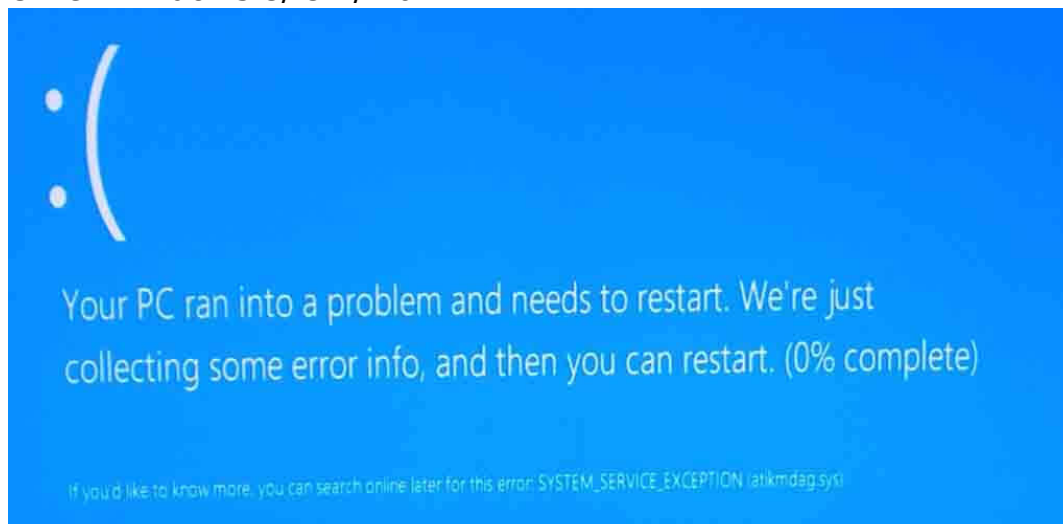 :(
Your PC ran into a problem and needs to restart. We're just
collecting some error info, and then you can restart. (0% complete)
If you'd like to know more, you can search online later for this error: SYSTEM_SERVICE_EXCEPTION (atikmdag.sys)